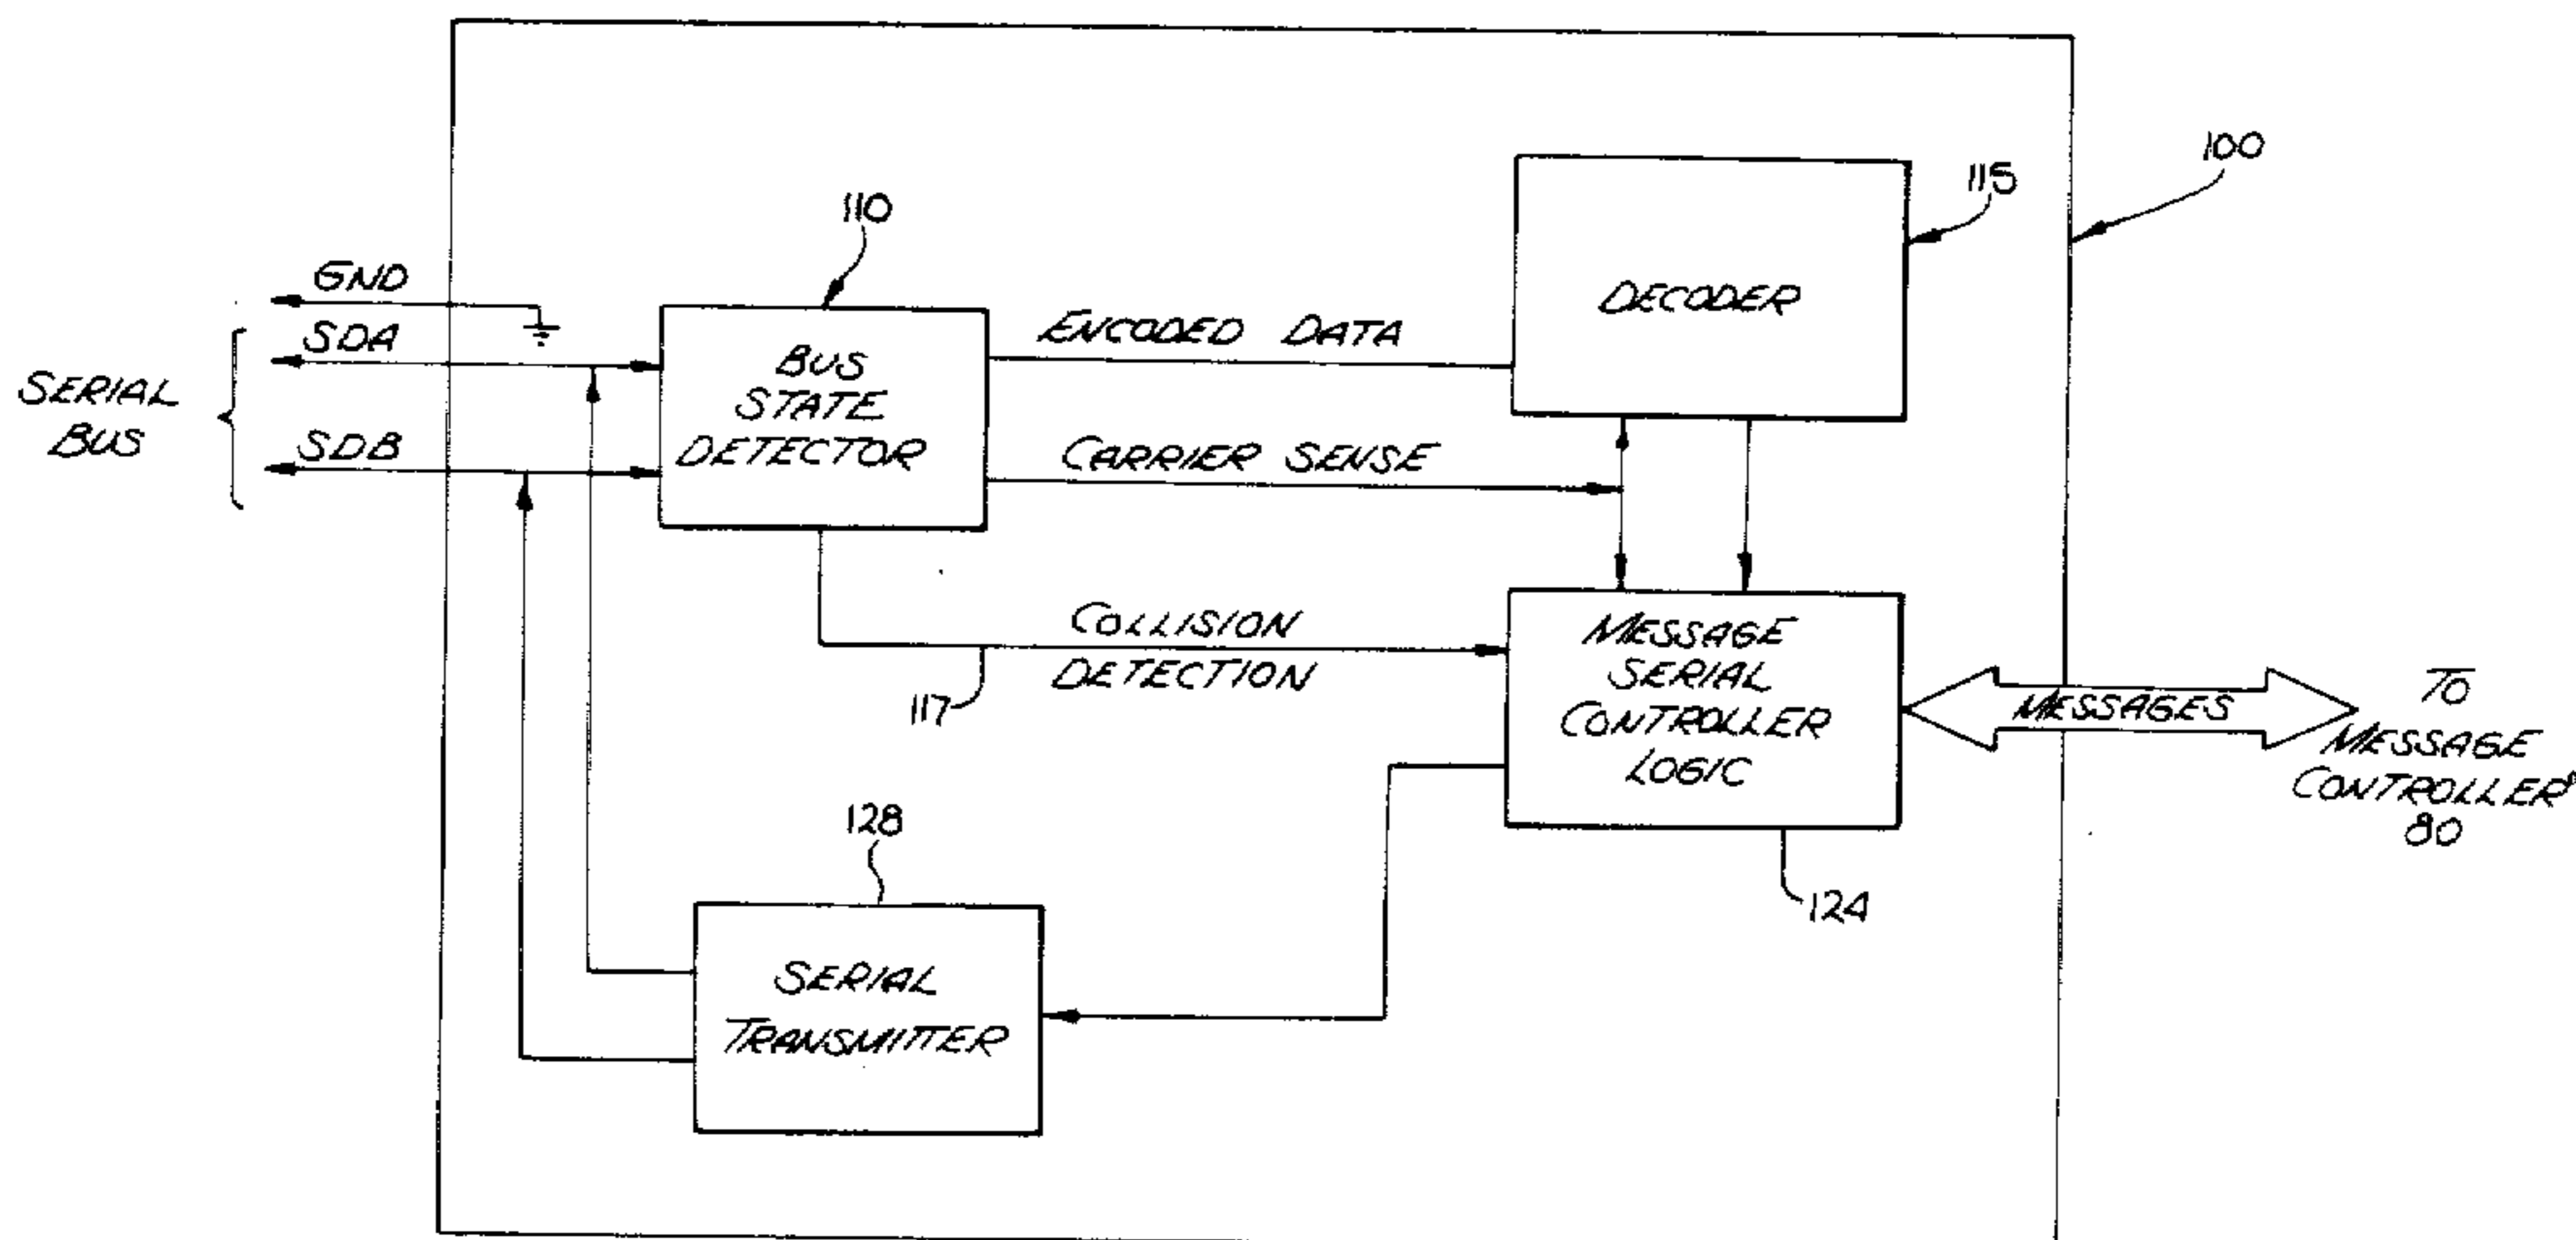 100
115
110
GND
SDA
SERIAL
BUS
SDB
BUS
STATE
DETECTOR
ENCODED DATA
CARRIER SENSE
DECODER
COLLISION
DETECTION
117
MESSAGE
SERIAL
CONTROLLER
LOGIC
MESSAGES
TO
MESSAGE
CONTROLLER
80
124
128
SERIAL
TRANSMITTER